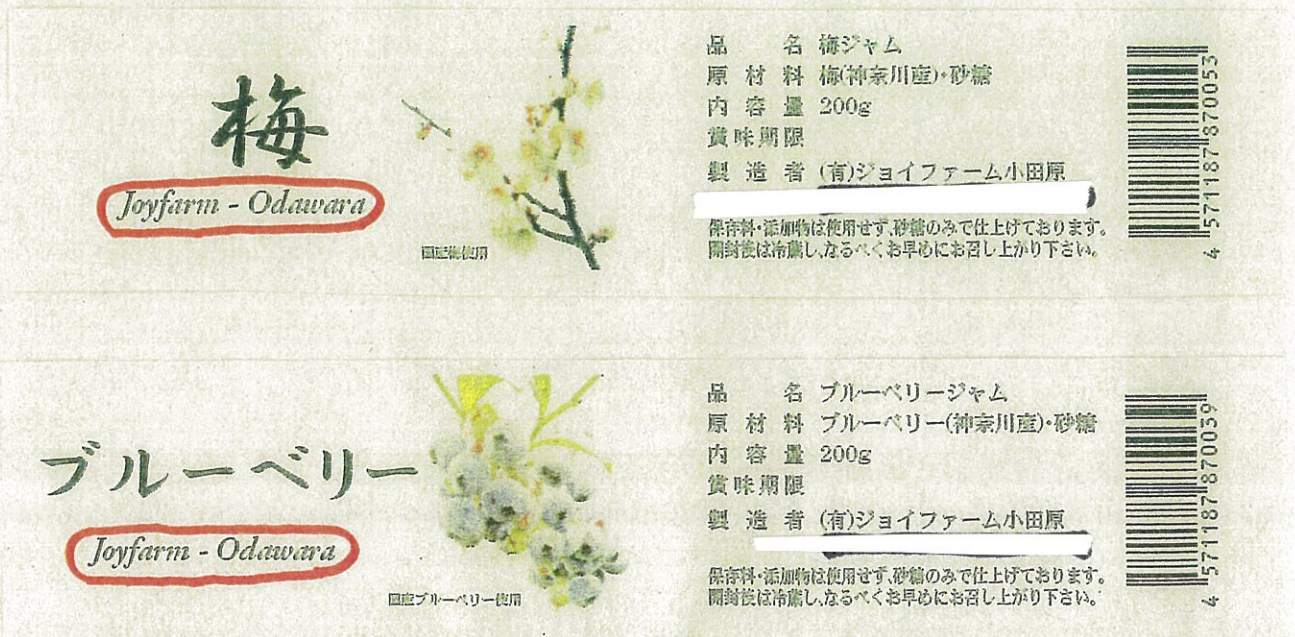 梅
Joyfarm - Odawara
国産梅使用
品名 梅ジャム
原材料 梅(神奈川産)・砂糖
内容量 200g
賞味期限
製造者 (有)ジョイファーム小田原
保存料・添加物は使用せず、砂糖のみで仕上げております。
開封後は冷蔵し、なるべくお早めにお召し上がり下さい。
4 571187 870053
ブルーベリー
Joyfarm - Odawara
国産ブルーベリー使用
品名 ブルーベリージャム
原材料 ブルーベリー(神奈川産)・砂糖
内容量 200g
賞味期限
製造者 (有)ジョイファーム小田原
保存料・添加物は使用せず、砂糖のみで仕上げております。
開封後は冷蔵し、なるべくお早めにお召し上がり下さい。
4 571187 870039